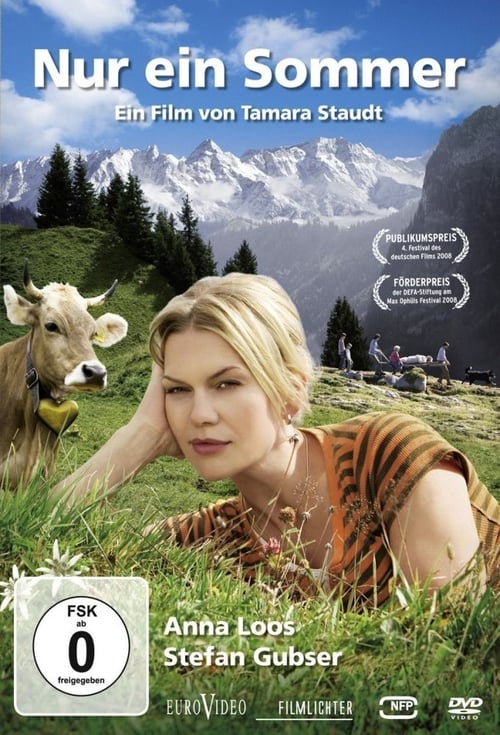 Nur ein Sommer
Ein Film von Tamara Staudt
PUBLIKUMSPREIS
4. Festival des
deutschen Films 2008
FÖRDERPREIS
der DEFA-Stiftung am
Max Ophüls Festival 2008
FSK
ab
0
freigegeben
Anna Loos
Stefan Gubser
EUROVIDEO
FILMLICHTER
NFP
DVD
VIDEO